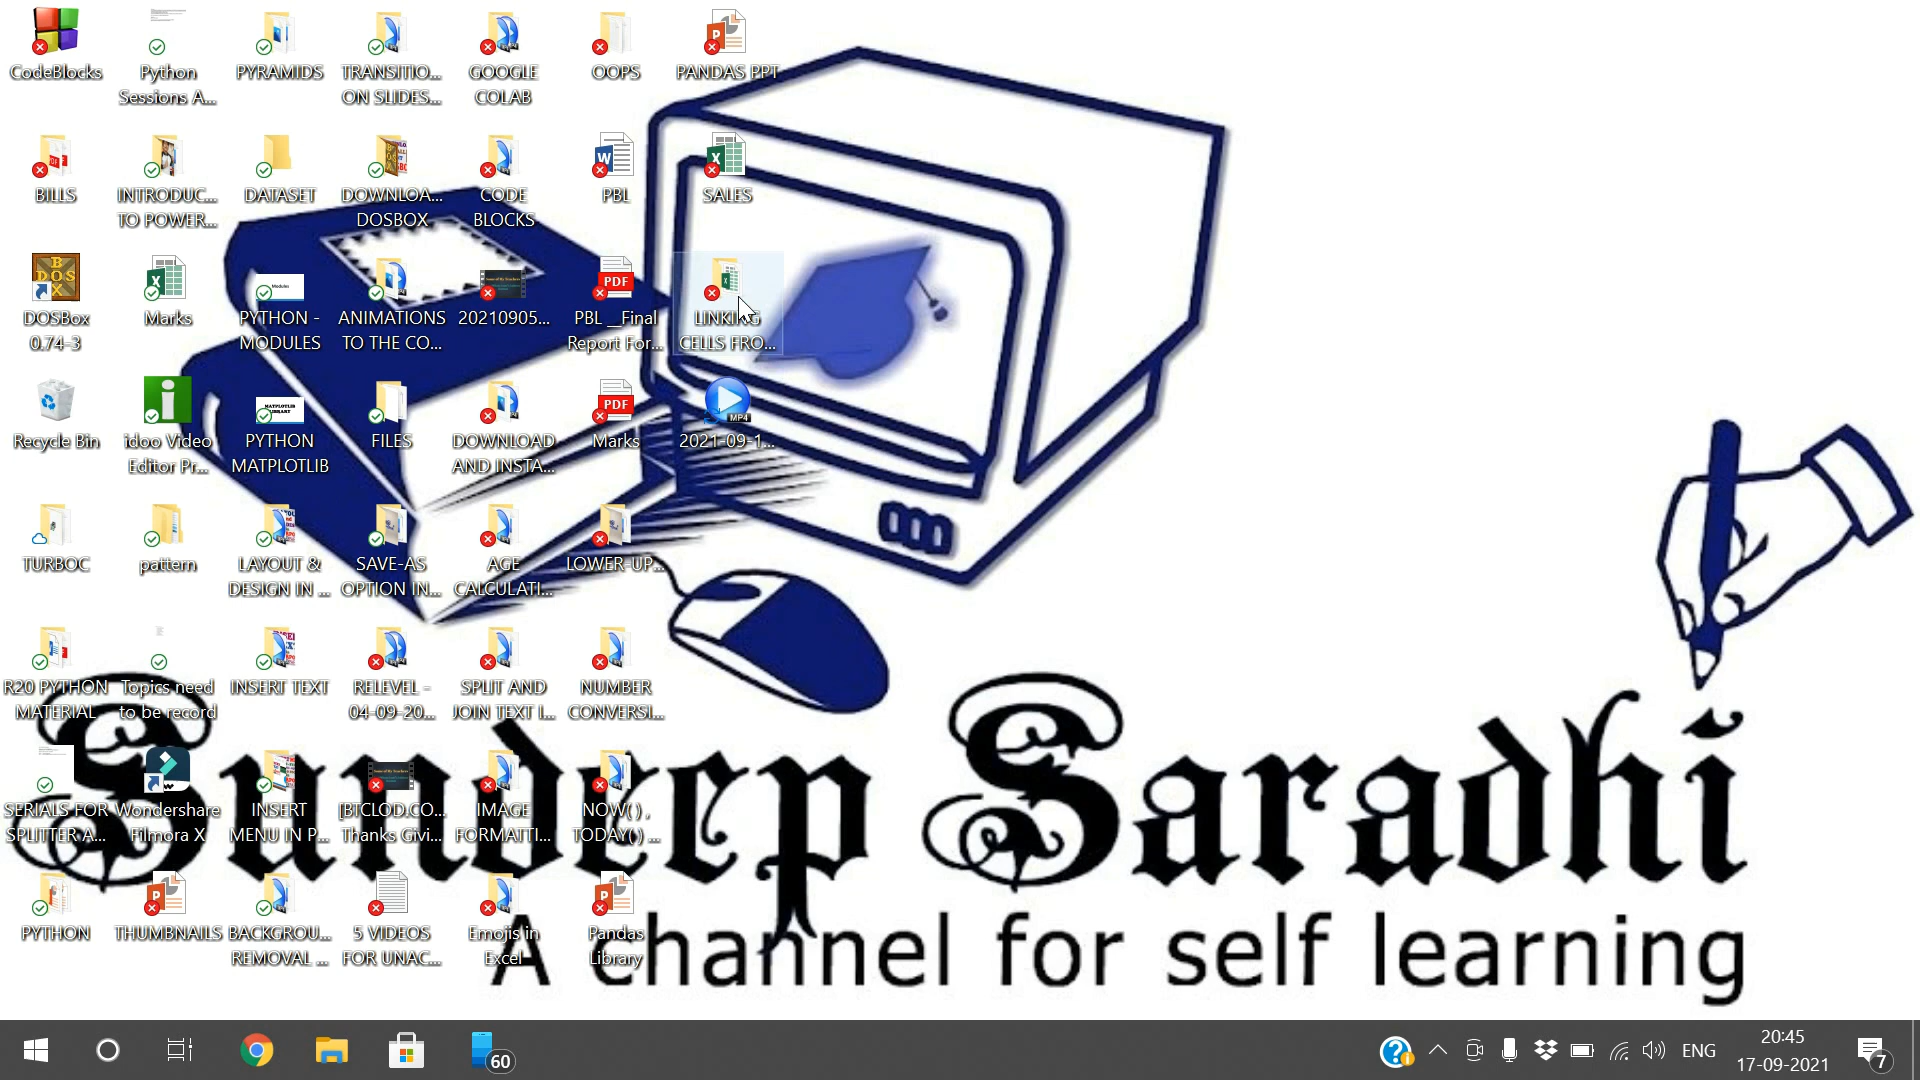 CodeBlocks
Python
Sessions A...
PYRAMIDS
TRANSITIO...
ON SLIDES...
GOOGLE
COLAB
OOPS
PANDAS PPT
BILLS
INTRODUC...
TO POWER...
DATASET
DOWNLOA...
DOSBOX
CODE
BLOCKS
PBL
SALES
DOSBox
0.74-3
Marks
PYTHON -
MODULES
ANIMATIONS
TO THE CO...
20210905...
PBL __Final
Report For...
LINKING
CELLS FRO...
Recycle Bin
idoo Video
Editor Pr...
PYTHON
MATPLOTLIB
FILES
DOWNLOAD
AND INSTA...
Marks
2021-09-1...
TURBOC
pattern
LAYOUT &
DESIGN IN ...
SAVE-AS
OPTION IN...
AGE
CALCULATI...
LOWER-UP...
R20 PYTHON
MATERIAL
Topics need
to be record
INSERT TEXT
RELEVEL -
04-09-20...
SPLIT AND
JOIN TEXT I...
NUMBER
CONVERSI...
SERIALS FOR
SPLITTER A...
Wondershare
Filmora X
INSERT
MENU IN P...
[BTCLOD.CO...
Thanks Givi...
IMAGE
FORMATTI...
NOW( ) ,
TODAY( ) ...
PYTHON
THUMBNAILS
BACKGROU...
REMOVAL ...
5 VIDEOS
FOR UNAC...
Emojis in
Excel
Pandas
Library
Sundeep Saradhi
A channel for self learning
60
ENG
20:45
17-09-2021
7